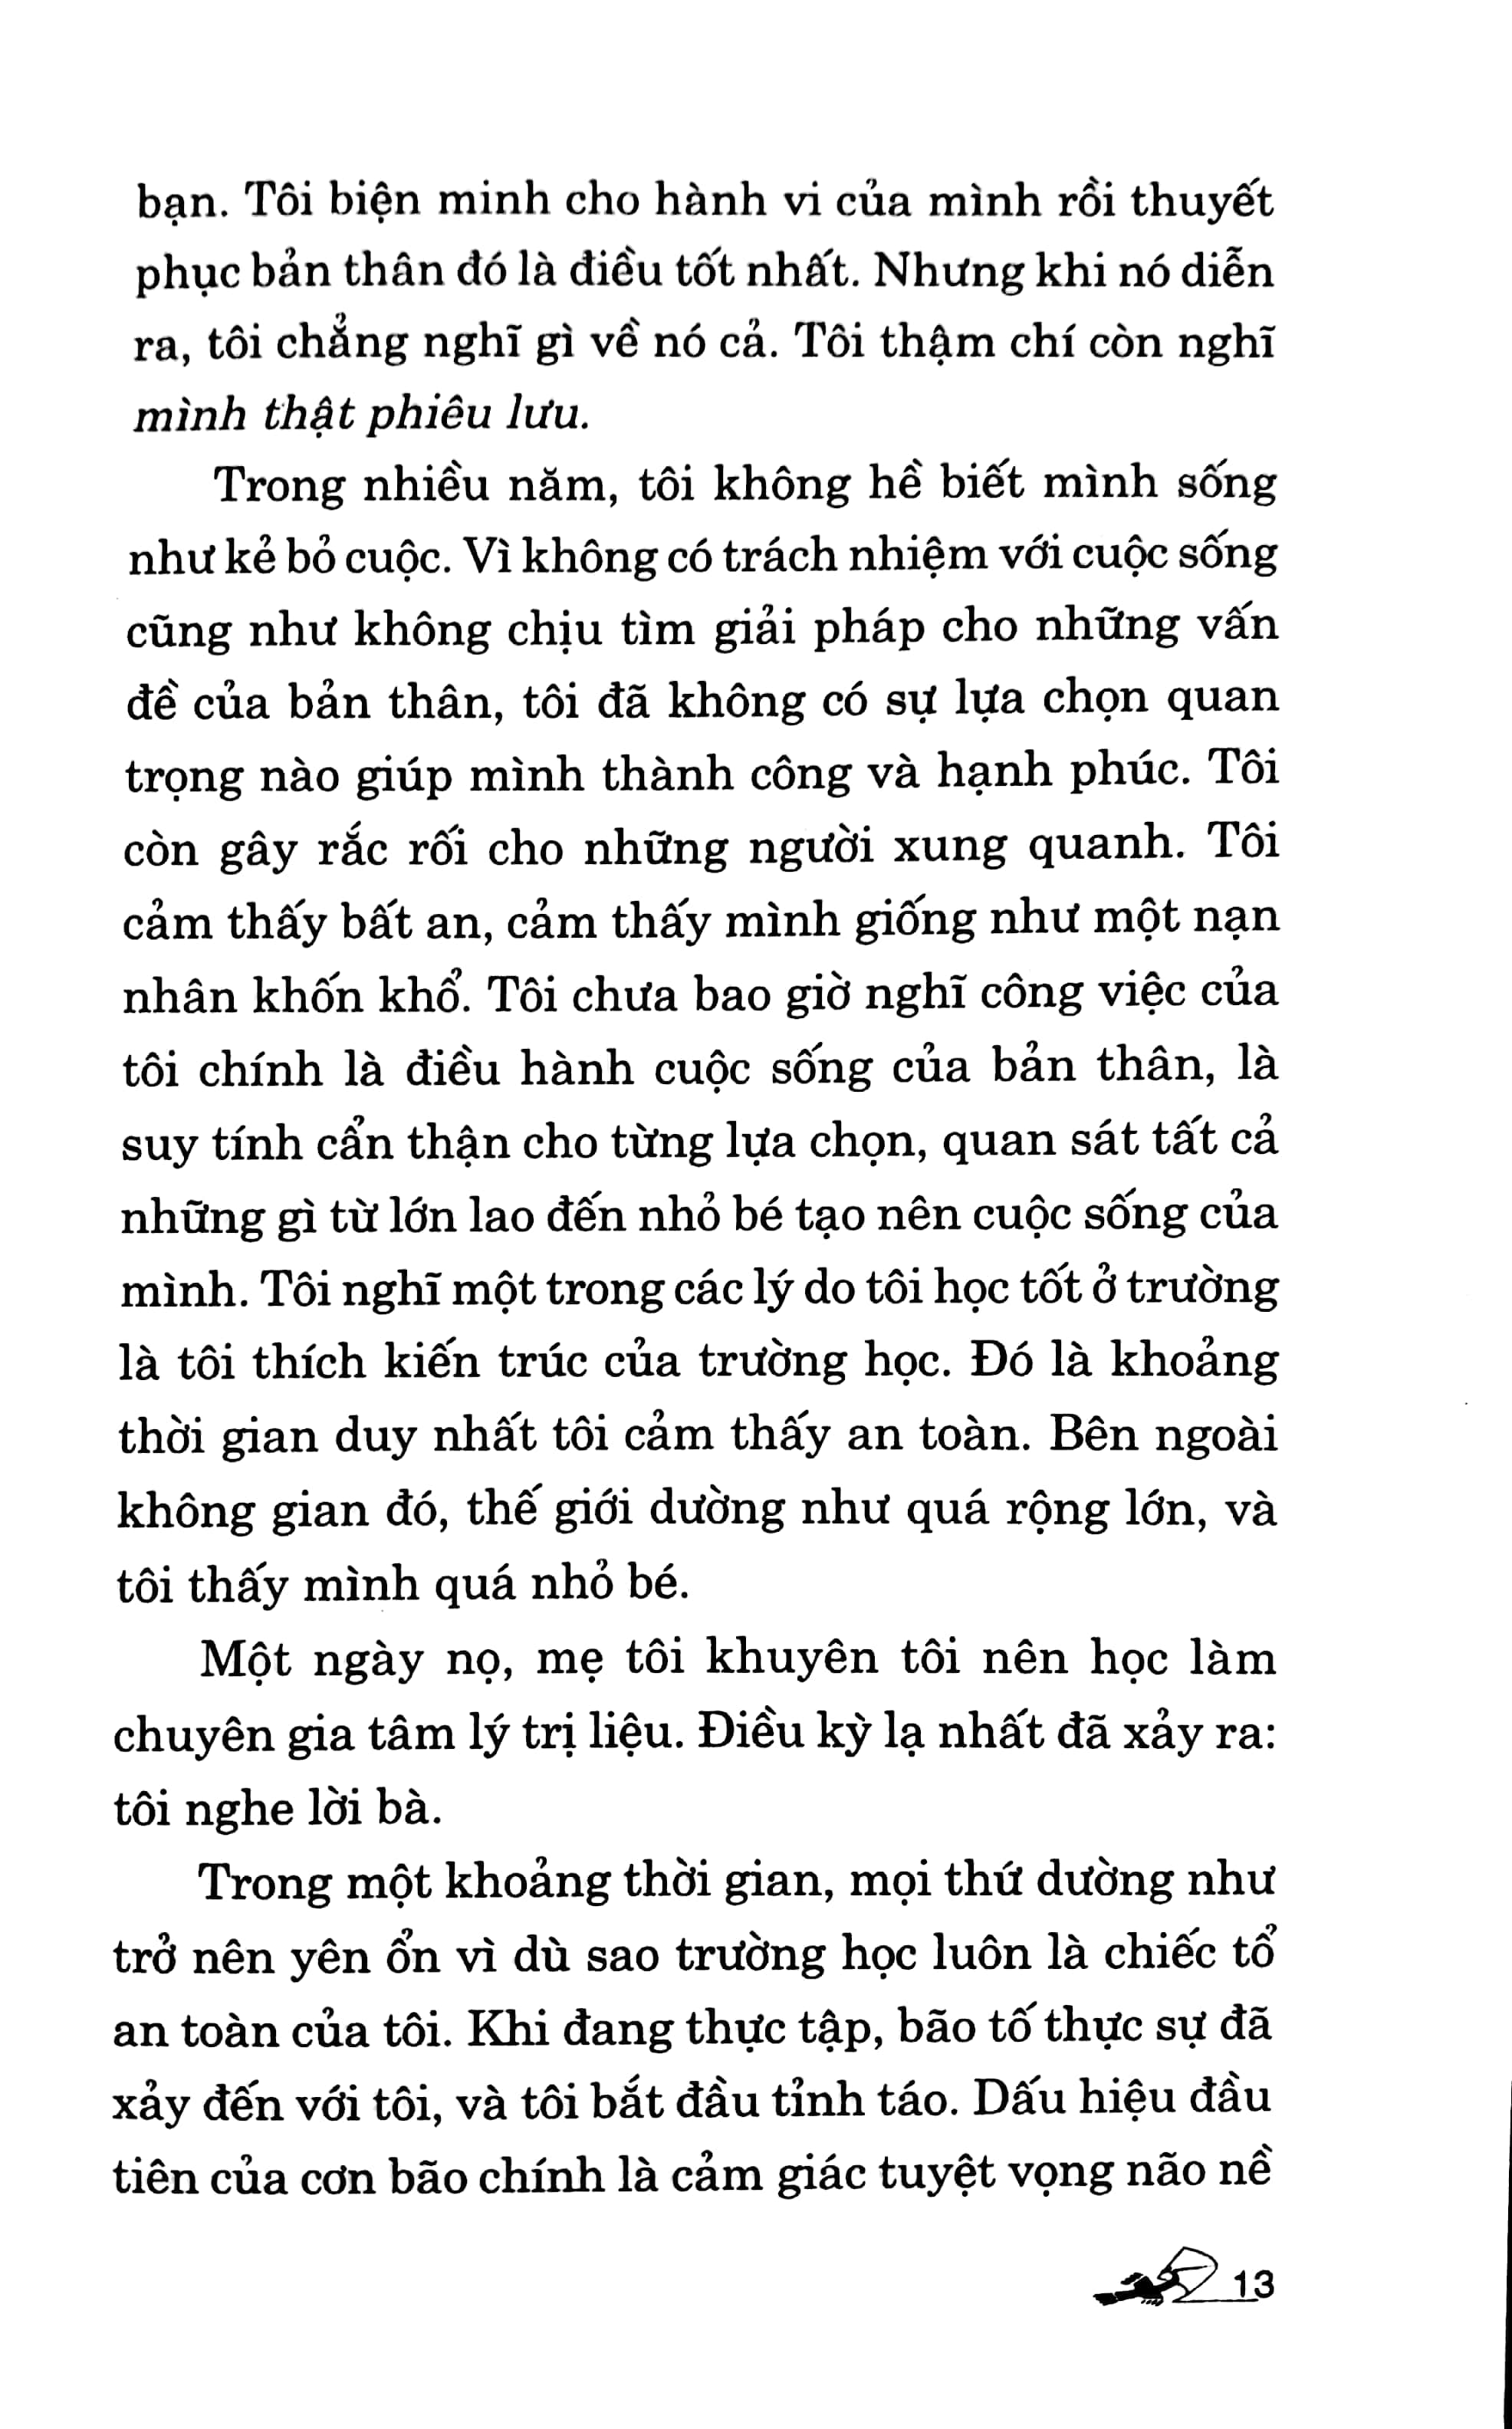 bạn. Tôi biện minh cho hành vi của mình rồi thuyết
phục bản thân đó là điều tốt nhất. Nhưng khi nó diễn
ra, tôi chẳng nghĩ gì về nó cả. Tôi thậm chí còn nghĩ
mình thật phiêu lưu.
Trong nhiều năm, tôi không hề biết mình sống
như kẻ bỏ cuộc. Vì không có trách nhiệm với cuộc sống
cũng như không chịu tìm giải pháp cho những vấn
đề của bản thân, tôi đã không có sự lựa chọn quan
trọng nào giúp mình thành công và hạnh phúc. Tôi
còn gây rắc rối cho những người xung quanh. Tôi
cảm thấy bất an, cảm thấy mình giống như một nạn
nhân khốn khổ. Tôi chưa bao giờ nghĩ công việc của
tôi chính là điều hành cuộc sống của bản thân, là
suy tính cẩn thận cho từng lựa chọn, quan sát tất cả
những gì từ lớn lao đến nhỏ bé tạo nên cuộc sống của
mình. Tôi nghĩ một trong các lý do tôi học tốt ở trường
là tôi thích kiến trúc của trường học. Đó là khoảng
thời gian duy nhất tôi cảm thấy an toàn. Bên ngoài
không gian đó, thế giới dường như quá rộng lớn, và
tôi thấy mình quá nhỏ bé.
Một ngày nọ, mẹ tôi khuyên tôi nên học làm
chuyên gia tâm lý trị liệu. Điều kỳ lạ nhất đã xảy ra:
tôi nghe lời bà.
Trong một khoảng thời gian, mọi thứ dường như
trở nên yên ổn vì dù sao trường học luôn là chiếc tổ
an toàn của tôi. Khi đang thực tập, bão tố thực sự đã
xảy đến với tôi, và tôi bắt đầu tỉnh táo. Dấu hiệu đầu
tiên của cơn bão chính là cảm giác tuyệt vọng não nề
13